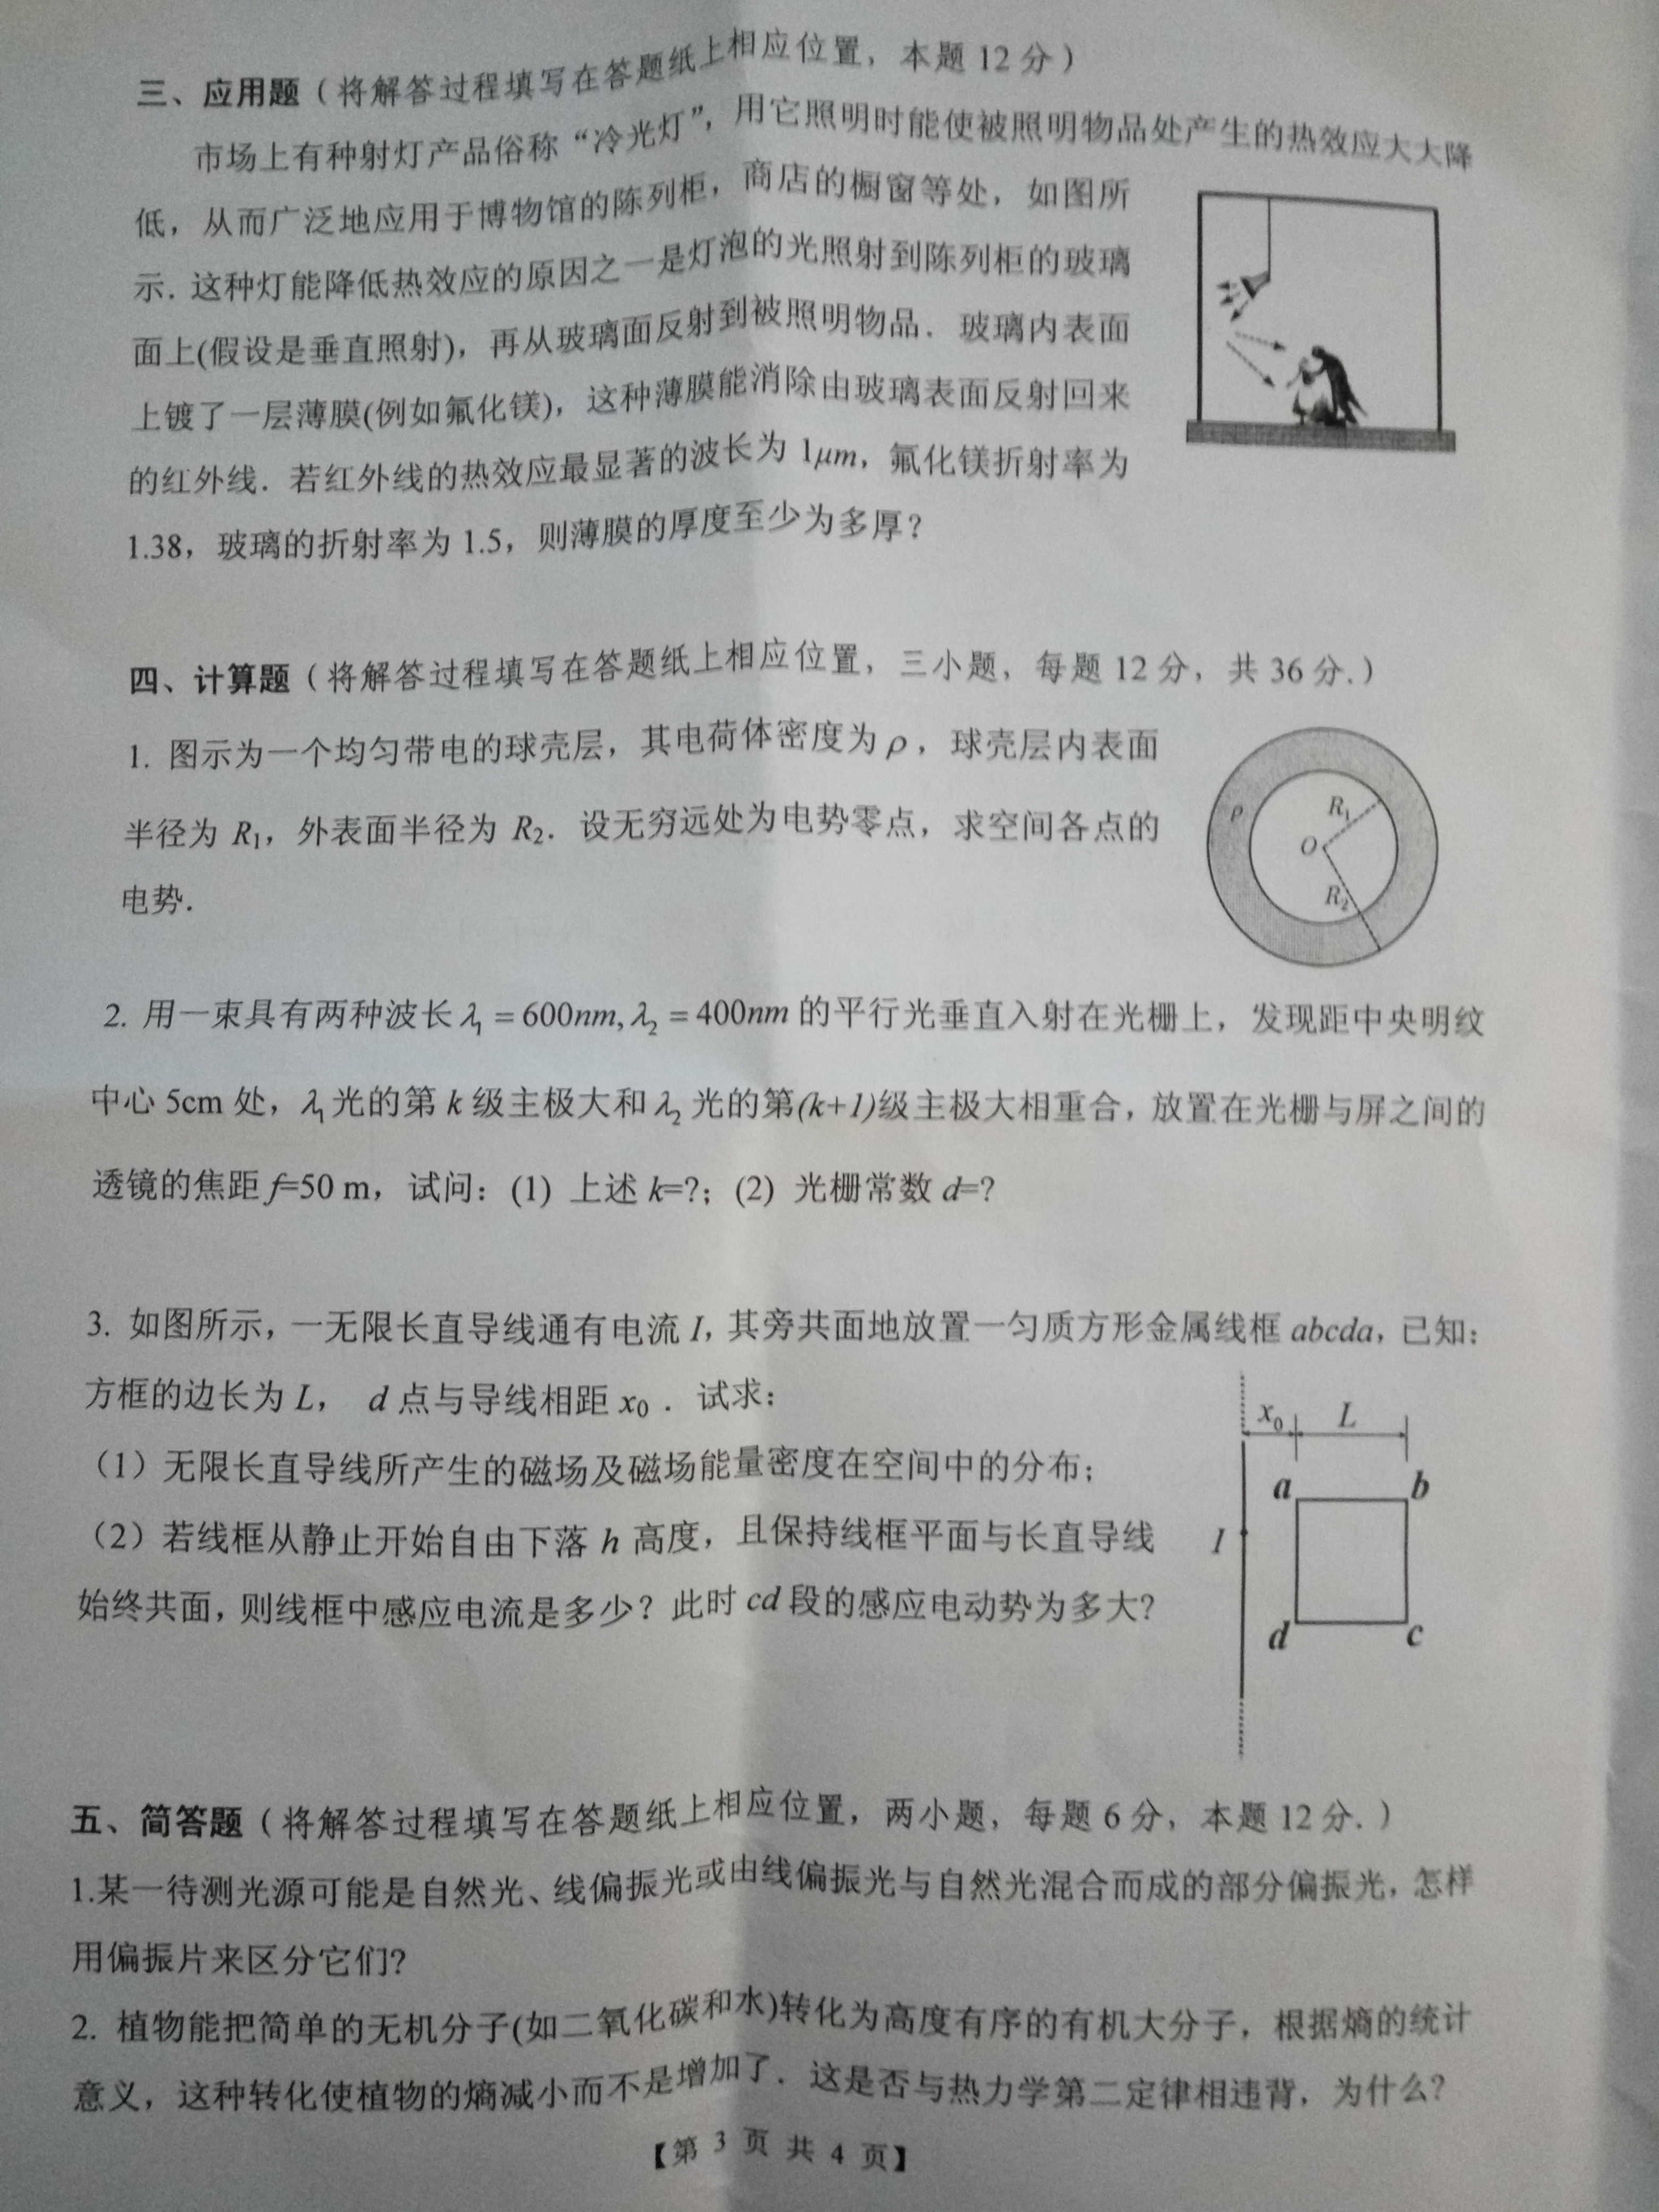 三、应用题（将解答过程填写在答题纸上相应位置，本题 12 分）
市场上有种射灯产品俗称“冷光灯”，用它照明时能使被照明物品处产生的热效应大大降
低，从而广泛地应用于博物馆的陈列柜，商店的橱窗等处，如图所
示．这种灯能降低热效应的原因之一是灯泡的光照射到陈列柜的玻璃
面上(假设是垂直照射)，再从玻璃面反射到被照明物品．玻璃内表面
上镀了一层薄膜(例如氟化镁)，这种薄膜能消除由玻璃表面反射回来
的红外线．若红外线的热效应最显著的波长为 1μm，氟化镁折射率为
1.38，玻璃的折射率为 1.5，则薄膜的厚度至少为多厚？
四、计算题（将解答过程填写在答题纸上相应位置，三小题，每题 12 分，共 36 分.）
1. 图示为一个均匀带电的球壳层，其电荷体密度为 ρ，球壳层内表面
半径为 R₁，外表面半径为 R₂．设无穷远处为电势零点，求空间各点的
电势．
ρ
R₁
O
R₂
2. 用一束具有两种波长 λ₁ = 600nm, λ₂ = 400nm 的平行光垂直入射在光栅上，发现距中央明纹
中心 5cm 处，λ₁ 光的第 k 级主极大和 λ₂ 光的第(k+1)级主极大相重合，放置在光栅与屏之间的
透镜的焦距 f=50 m，试问：(1) 上述 k=?；(2) 光栅常数 d=?
3. 如图所示，一无限长直导线通有电流 I，其旁共面地放置一匀质方形金属线框 abcda，已知：
方框的边长为 L， d 点与导线相距 x₀．试求：
（1）无限长直导线所产生的磁场及磁场能量密度在空间中的分布；
（2）若线框从静止开始自由下落 h 高度，且保持线框平面与长直导线
始终共面，则线框中感应电流是多少？此时 cd 段的感应电动势为多大？
x₀ L
a b
I
d c
五、简答题（将解答过程填写在答题纸上相应位置，两小题，每题 6 分，本题 12 分．）
1.某一待测光源可能是自然光、线偏振光或由线偏振光与自然光混合而成的部分偏振光，怎样
用偏振片来区分它们？
2. 植物能把简单的无机分子(如二氧化碳和水)转化为高度有序的有机大分子，根据熵的统计
意义，这种转化使植物的熵减小而不是增加了．这是否与热力学第二定律相违背，为什么？
【第 3 页 共 4 页】